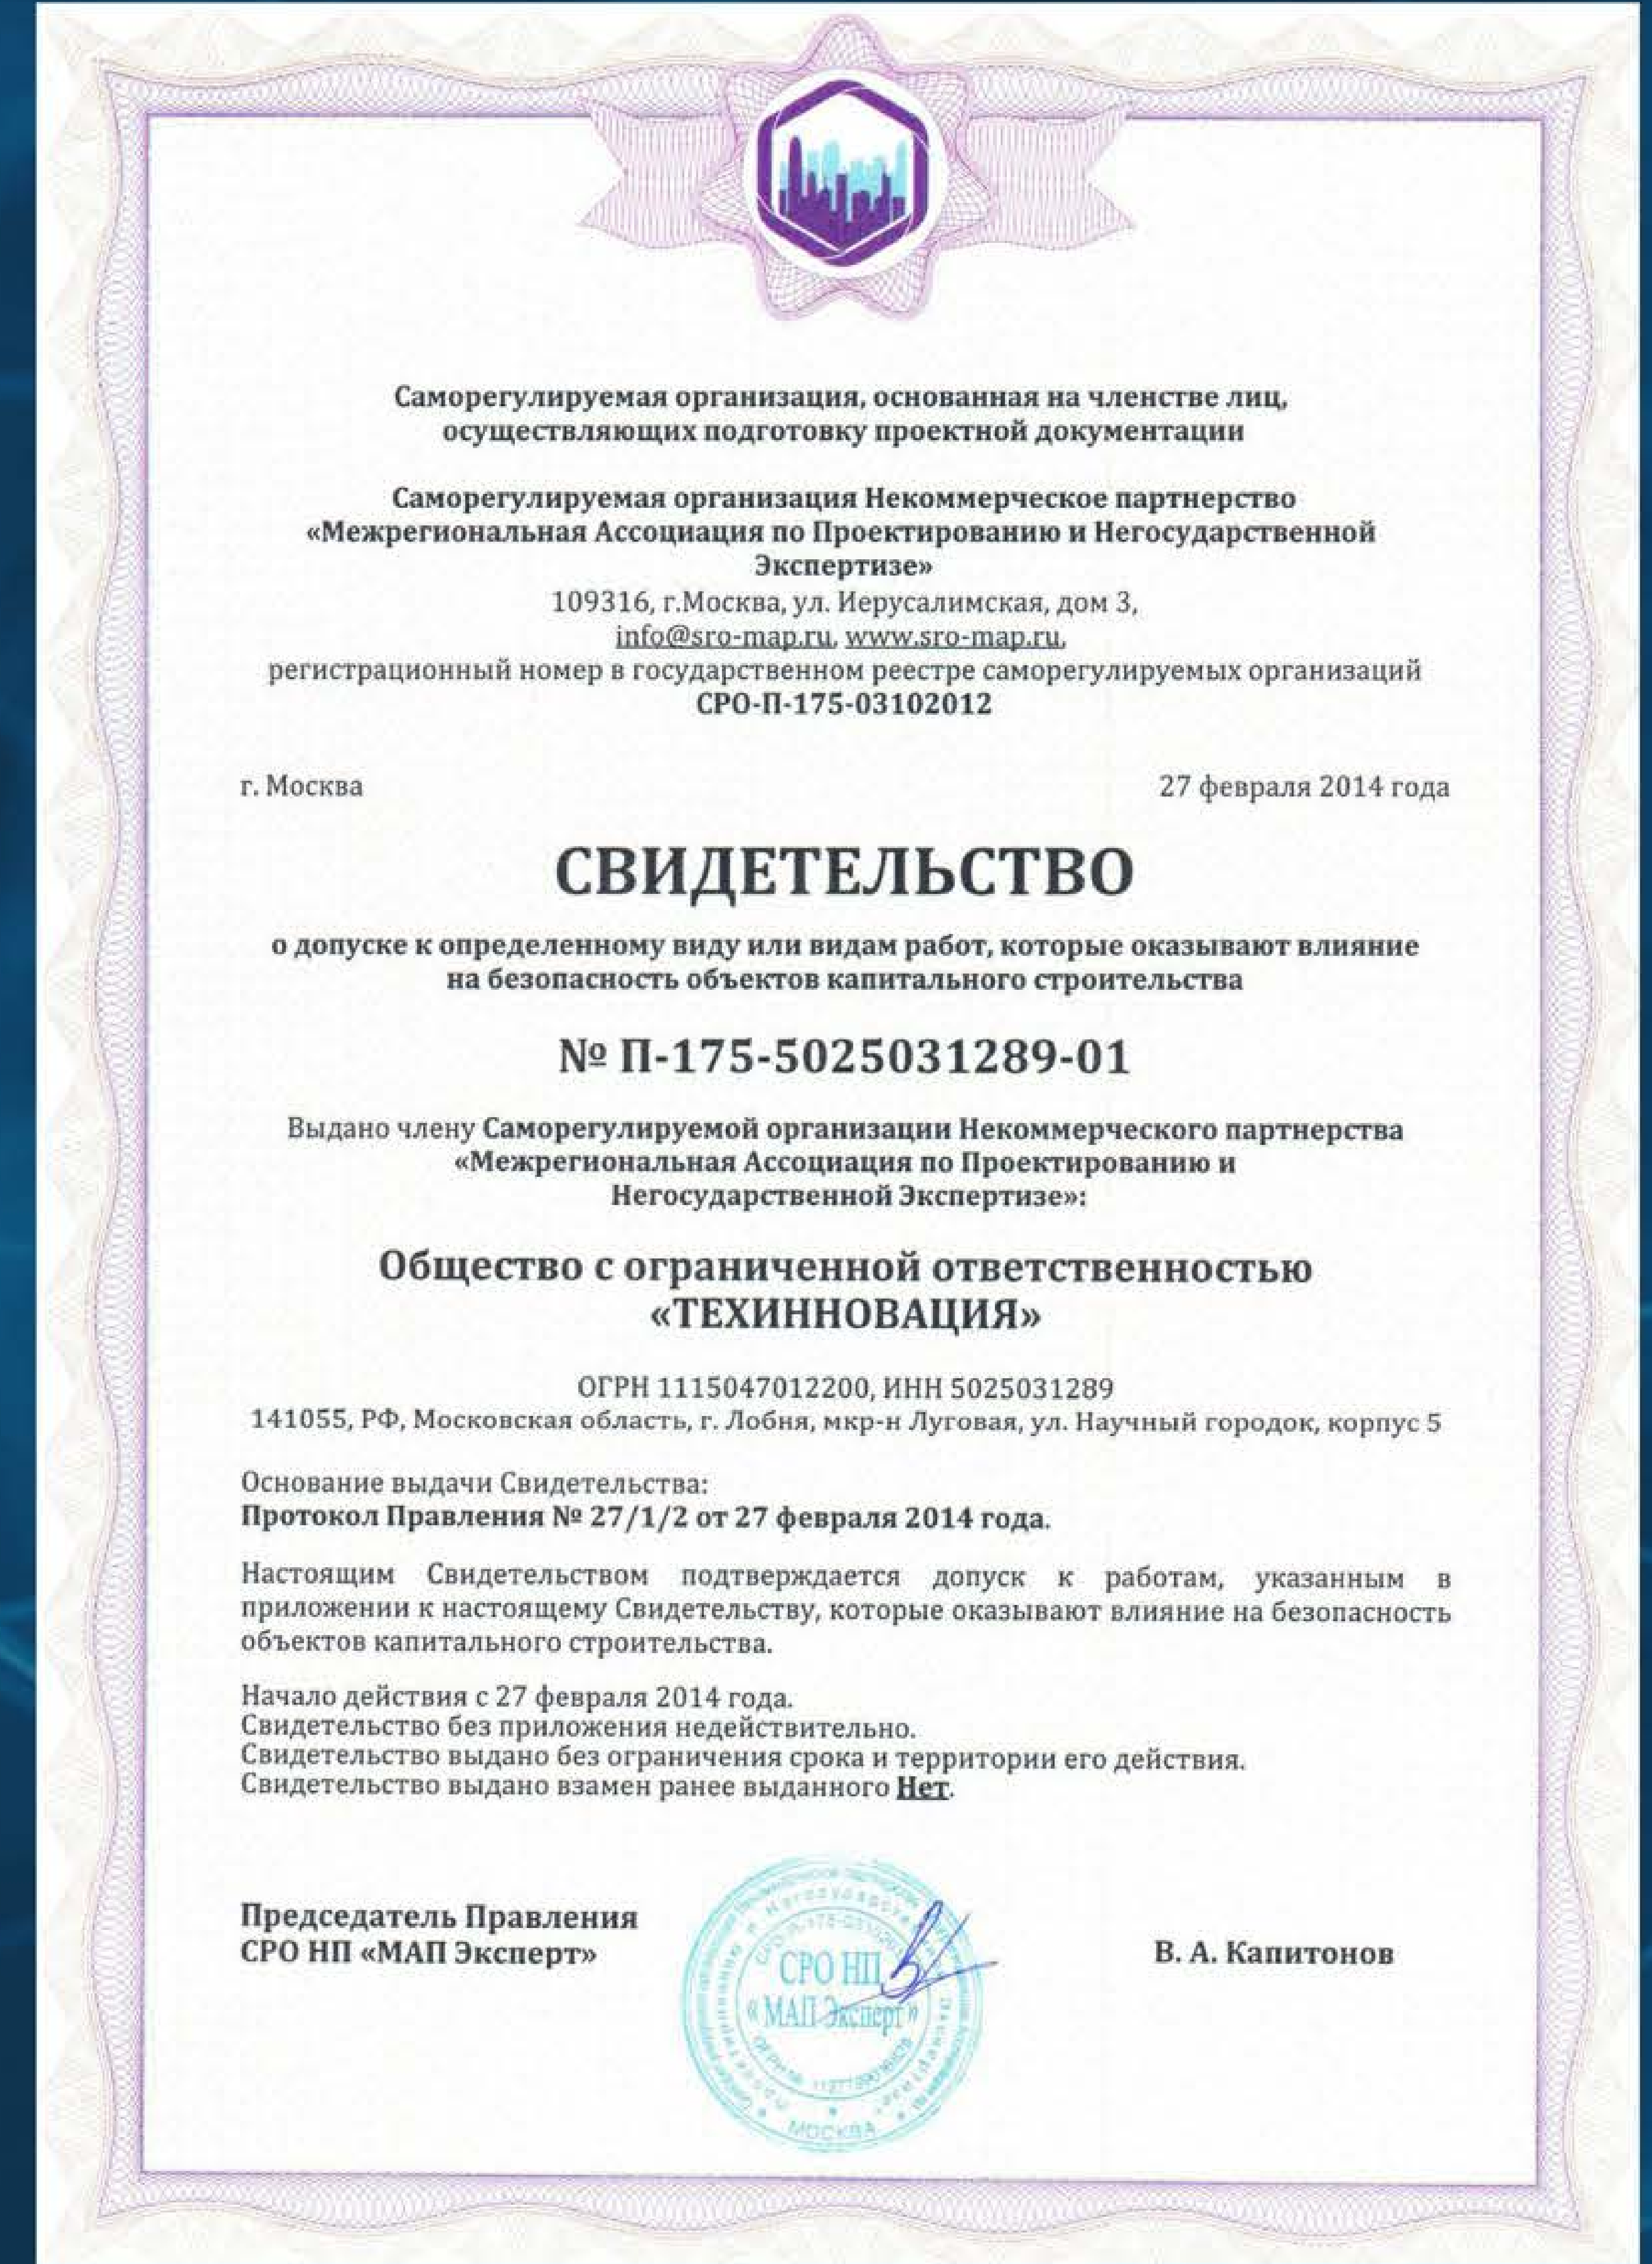 Саморегулируемая организация, основанная на членстве лиц,
осуществляющих подготовку проектной документации
Саморегулируемая организация Некоммерческое партнерство
«Межрегиональная Ассоциация по Проектированию и Негосударственной
Экспертизе»
109316, г.Москва, ул. Иерусалимская, дом 3,
info@sro-map.ru, www.sro-map.ru,
регистрационный номер в государственном реестре саморегулируемых организаций
СРО-П-175-03102012
г. Москва 27 февраля 2014 года
СВИДЕТЕЛЬСТВО
о допуске к определенному виду или видам работ, которые оказывают влияние
на безопасность объектов капитального строительства
№ П-175-5025031289-01
Выдано члену Саморегулируемой организации Некоммерческого партнерства
«Межрегиональная Ассоциация по Проектированию и
Негосударственной Экспертизе»:
Общество с ограниченной ответственностью
«ТЕХИННОВАЦИЯ»
ОГРН 1115047012200, ИНН 5025031289
141055, РФ, Московская область, г. Лобня, мкр-н Луговая, ул. Научный городок, корпус 5
Основание выдачи Свидетельства:
Протокол Правления № 27/1/2 от 27 февраля 2014 года.
Настоящим Свидетельством подтверждается допуск к работам, указанным в
приложении к настоящему Свидетельству, которые оказывают влияние на безопасность
объектов капитального строительства.
Начало действия с 27 февраля 2014 года.
Свидетельство без приложения недействительно.
Свидетельство выдано без ограничения срока и территории его действия.
Свидетельство выдано взамен ранее выданного Нет.
Председатель Правления
СРО НП «МАП Эксперт»
В. А. Капитонов
СРО НП
«МАП Эксперт»
МОСКВА